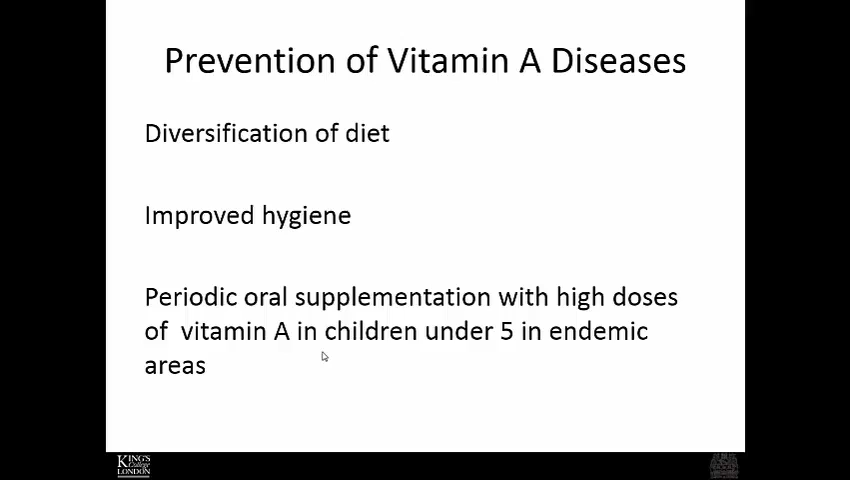 Prevention of Vitamin A Diseases
Diversification of diet
Improved hygiene
Periodic oral supplementation with high doses
of vitamin A in children under 5 in endemic
areas
KING'S
College
LONDON